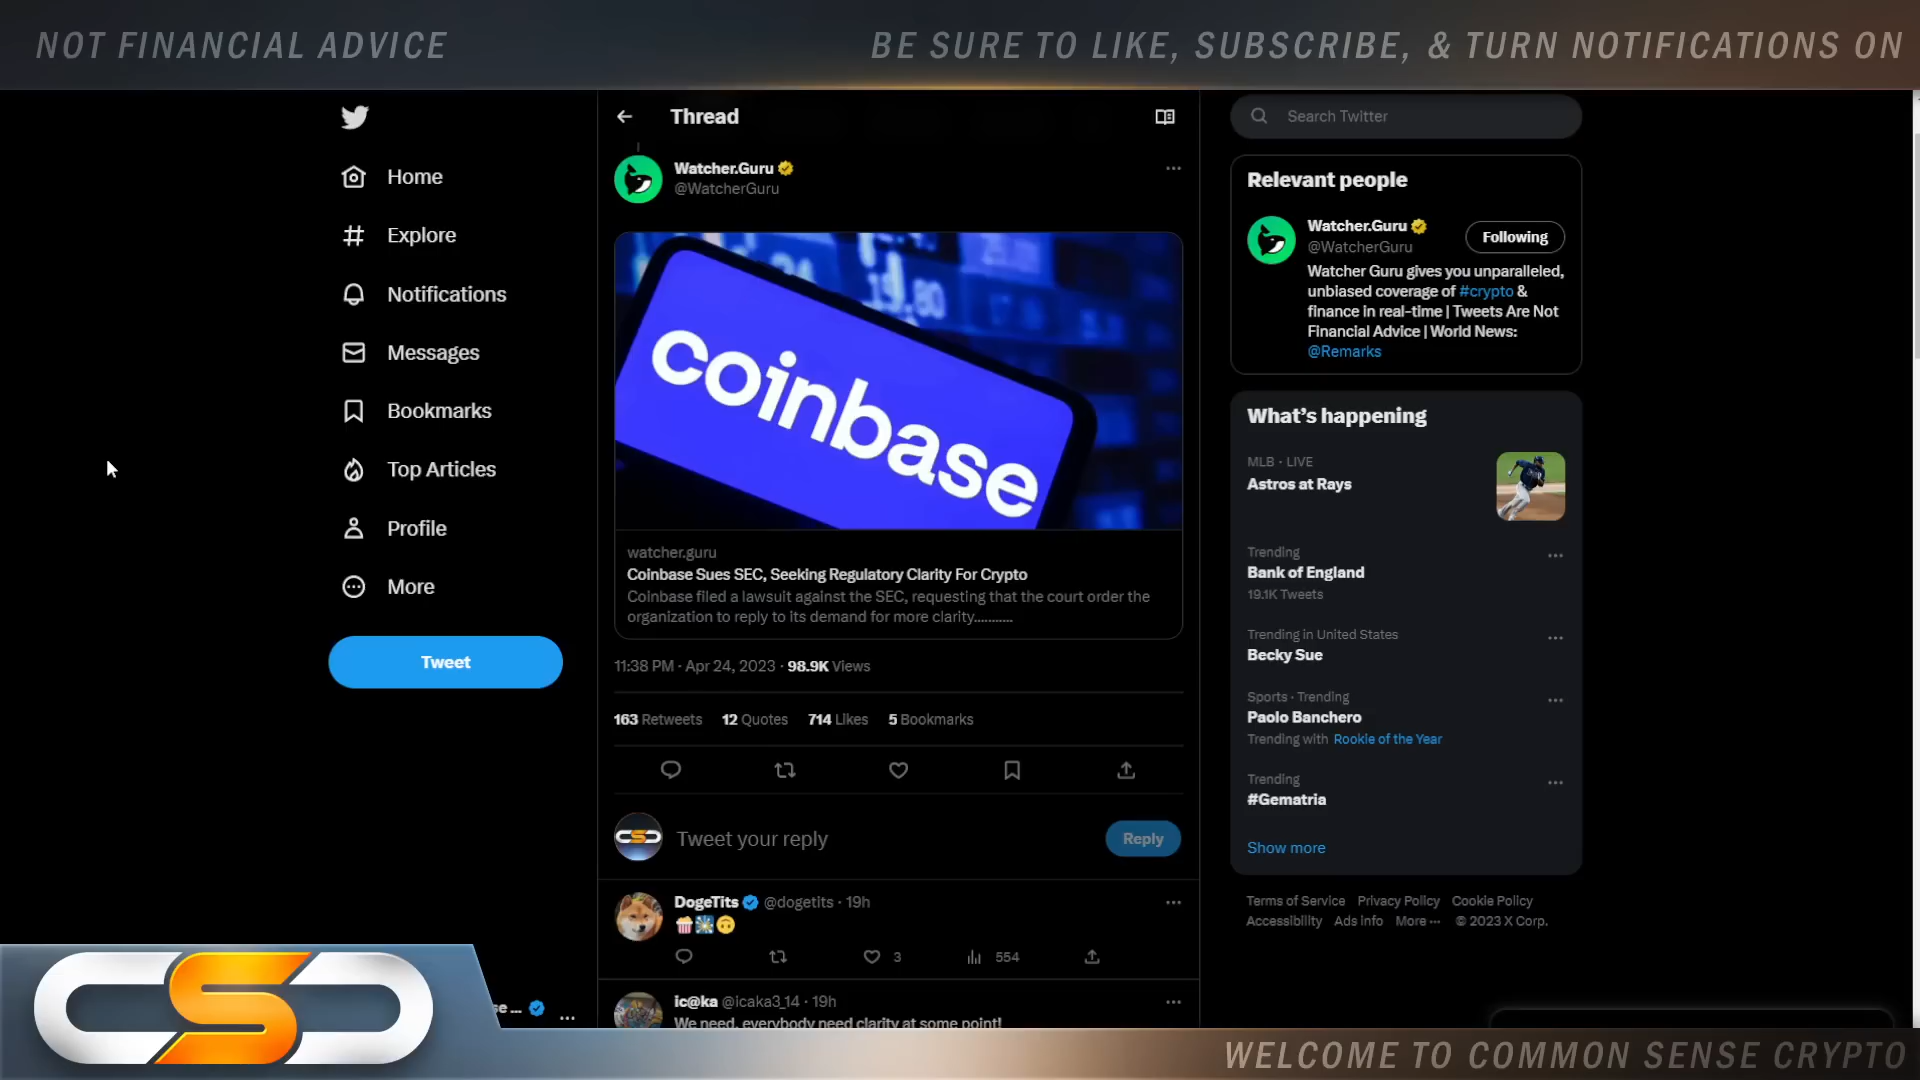 NOT FINANCIAL ADVICE
BE SURE TO LIKE, SUBSCRIBE, & TURN NOTIFICATIONS ON
Home
Explore
Notifications
Messages
Bookmarks
Top Articles
Profile
More
Tweet
se ...
Thread
Watcher.Guru
@WatcherGuru
coinbase
watcher.guru
Coinbase Sues SEC, Seeking Regulatory Clarity For Crypto
Coinbase filed a lawsuit against the SEC, requesting that the court order the
organization to reply to its demand for more clarity...........
11:38 PM · Apr 24, 2023 · 98.9K Views
163 Retweets 12 Quotes 714 Likes 5 Bookmarks
Tweet your reply
Reply
DogeTits @dogetits · 19h
3
554
ic@ka @icaka3_14 · 19h
We need, everybody need clarity at some point!
Search Twitter
Relevant people
Watcher.Guru
@WatcherGuru
Following
Watcher Guru gives you unparalleled,
unbiased coverage of #crypto &
finance in real-time | Tweets Are Not
Financial Advice | World News:
@Remarks
What's happening
MLB · LIVE
Astros at Rays
Trending
Bank of England
19.1K Tweets
Trending in United States
Becky Sue
Sports · Trending
Paolo Banchero
Trending with Rookie of the Year
Trending
#Gematria
Show more
Terms of Service Privacy Policy Cookie Policy
Accessibility Ads info More ··· © 2023 X Corp.
CSC
WELCOME TO COMMON SENSE CRYPTO